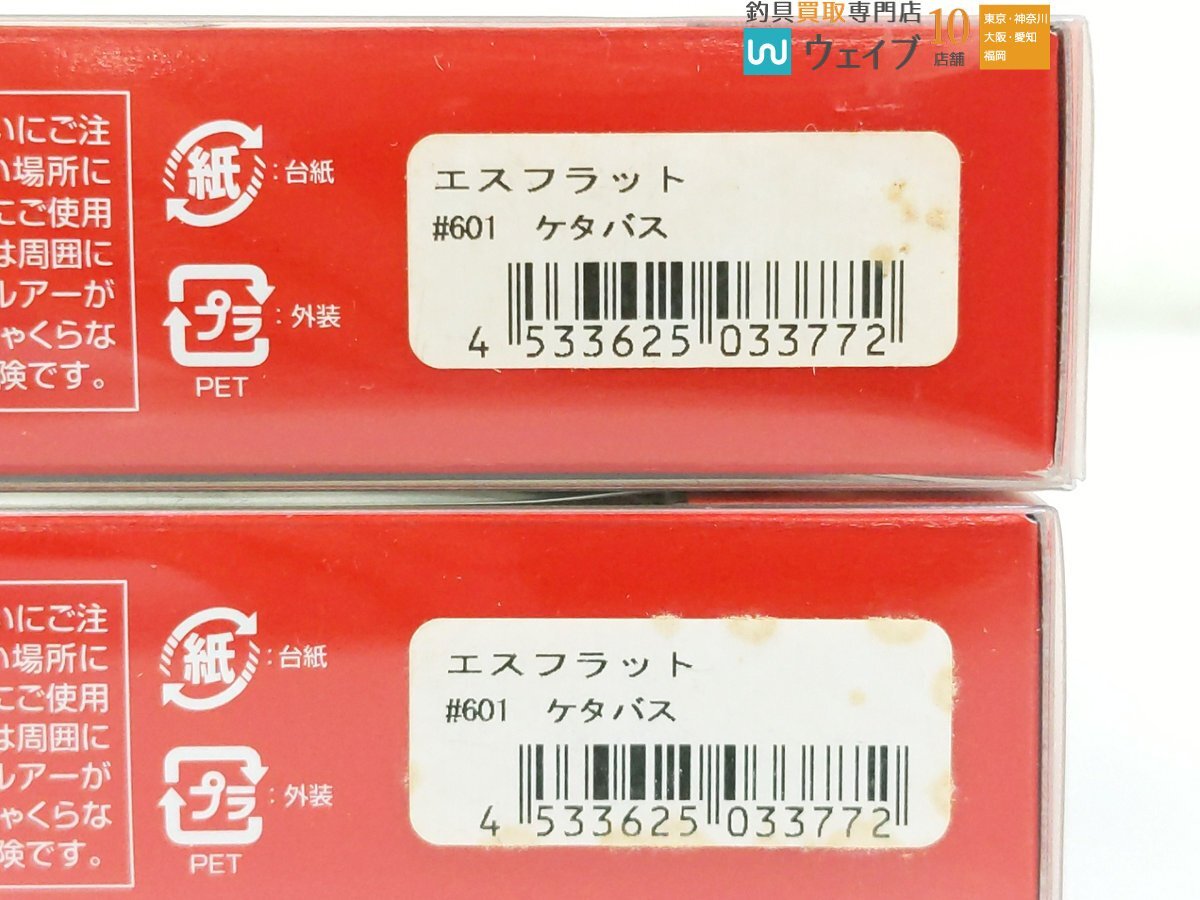 釣具買取専門店
ウェイブ
10
店舗
東京・神奈川
大阪・愛知
福岡
いにご注
い場所に
にご使用
は周囲に
ルアーが
ゃくらな
険です。
紙
:台紙
プラ
:外装
PET
エスフラット
#601 ケタバス
4 533625 033772
いにご注
い場所に
にご使用
は周囲に
ルアーが
ゃくらな
険です。
紙
:台紙
プラ
:外装
PET
エスフラット
#601 ケタバス
4 533625 033772